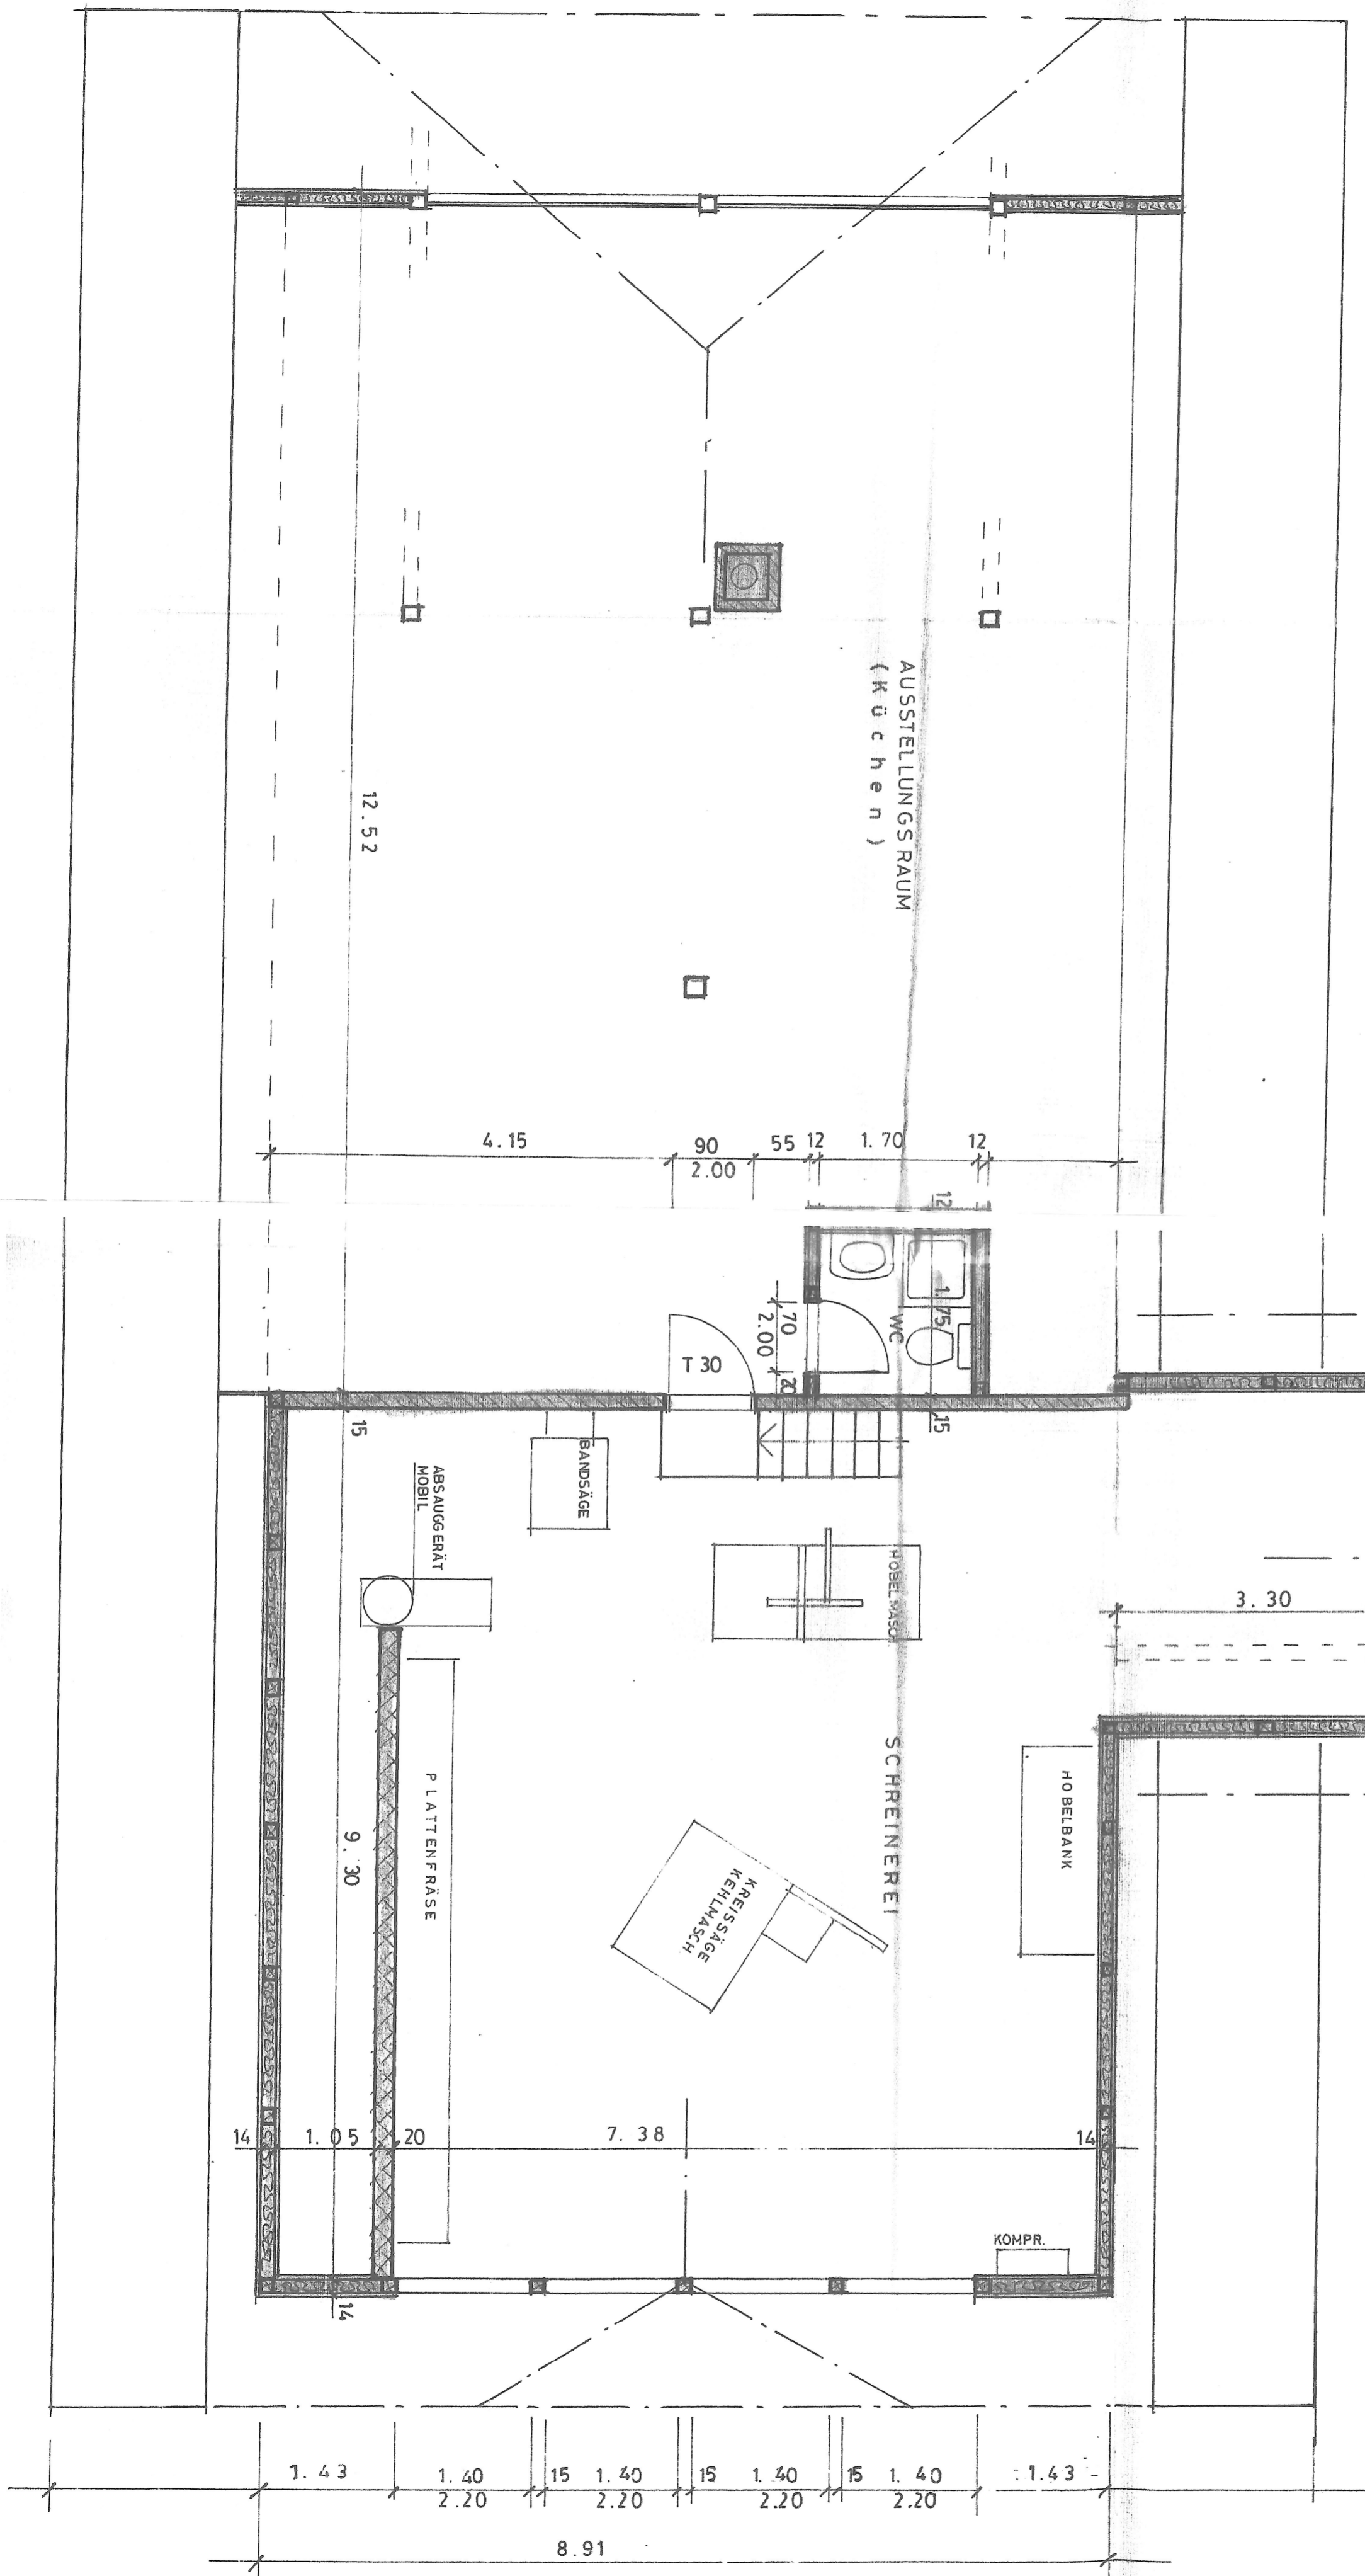 AUSSTELLUNGSRAUM
(Küchen)
12.52
4.15
90
2.00
55
12
1.70
12
12
1.75
WC
70
2.00
20
T 30
15
15
BANDSÄGE
ABSAUGGERÄT
MOBIL
HOBELMASCH
3.30
SCHREINEREI
HOBELBANK
PLATTENFRÄSE
9.30
KREISSÄGE
KEHLMASCH
14
1.05
20
7.38
14
KOMPR.
14
1.43
1.40
2.20
15
1.40
2.20
15
1.40
2.20
15
1.40
2.20
1.43
8.91